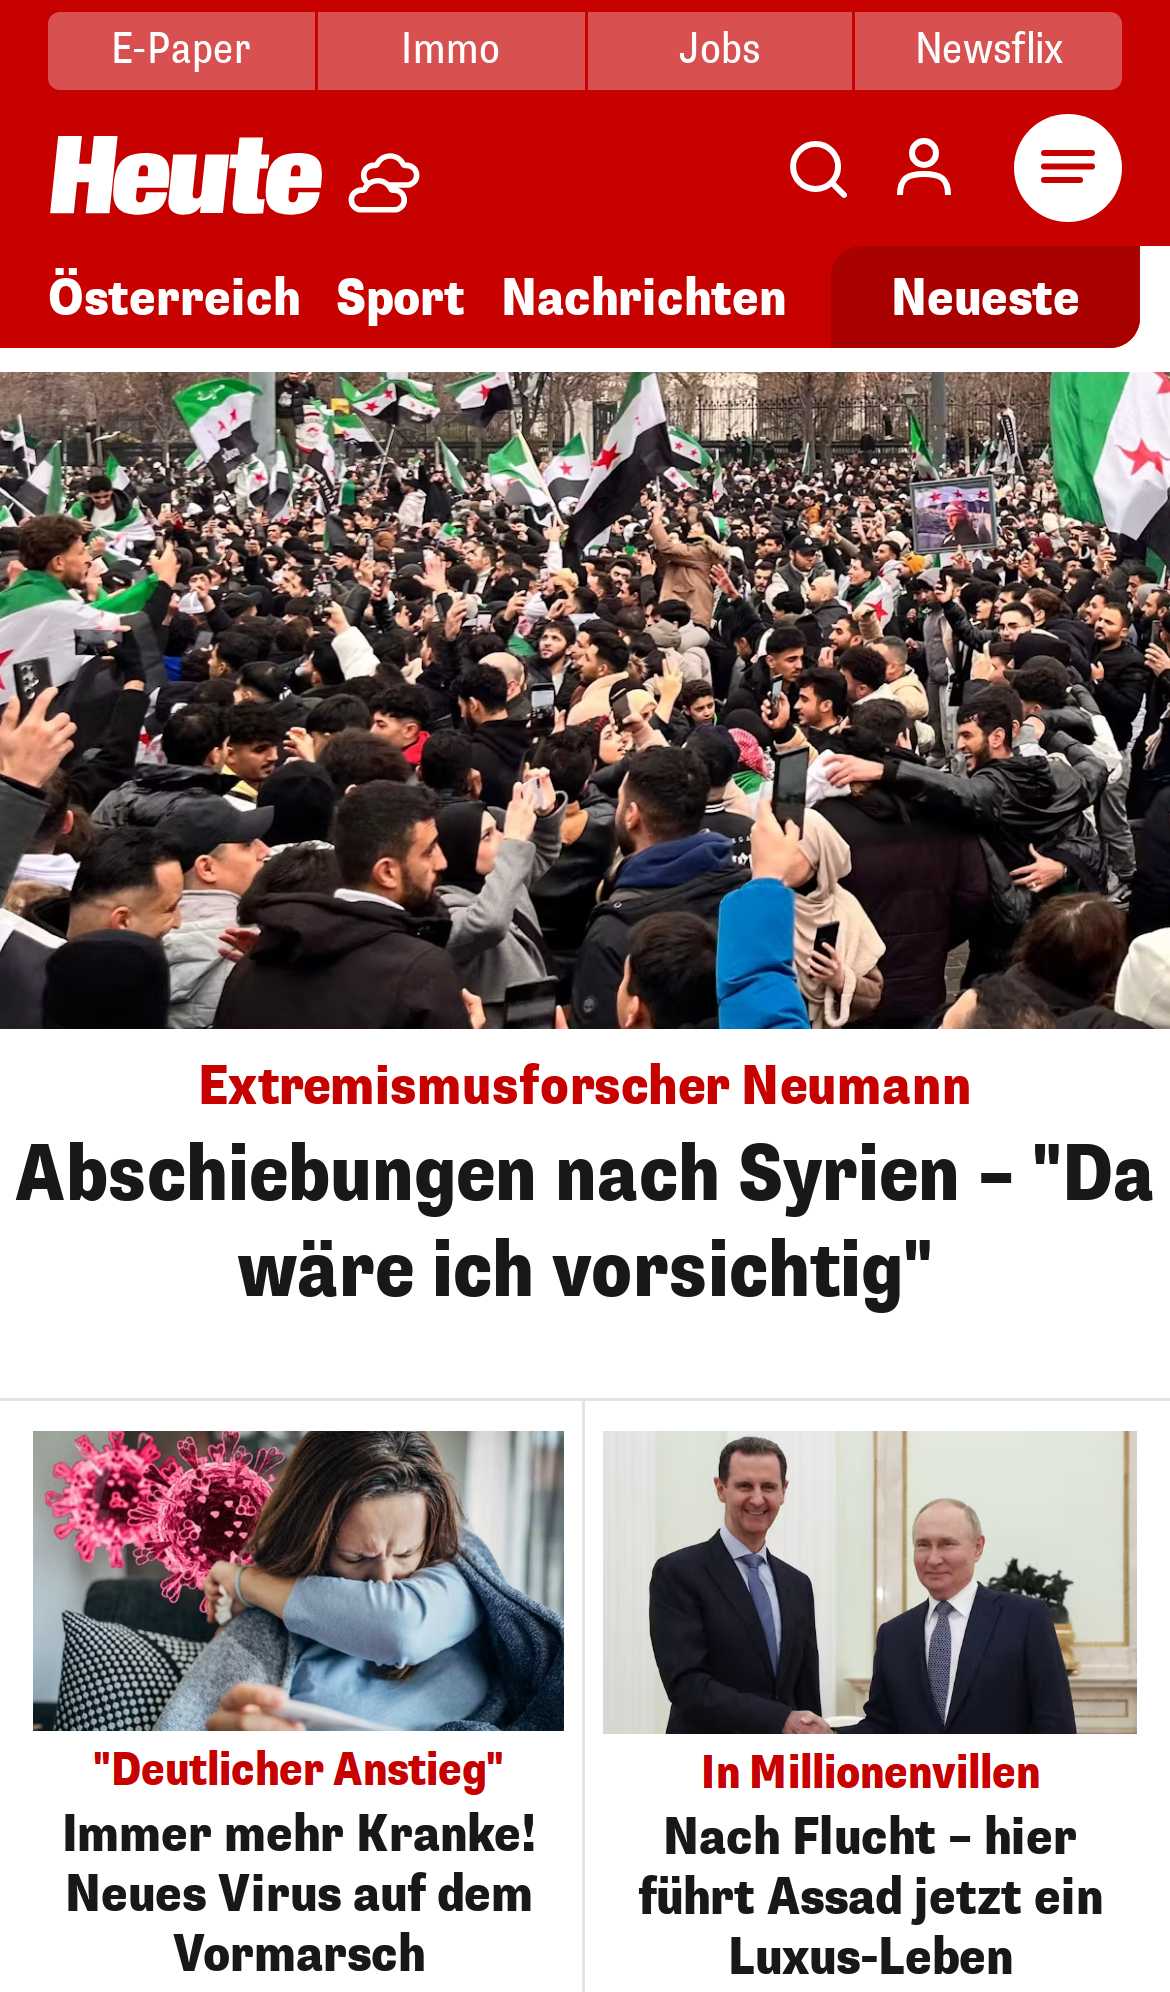 E-Paper
Immo
Jobs
Newsflix
Heute
Österreich
Sport
Nachrichten
Neueste
Extremismusforscher Neumann
Abschiebungen nach Syrien – "Da
wäre ich vorsichtig"
"Deutlicher Anstieg"
Immer mehr Kranke!
Neues Virus auf dem
Vormarsch
In Millionenvillen
Nach Flucht – hier
führt Assad jetzt ein
Luxus-Leben